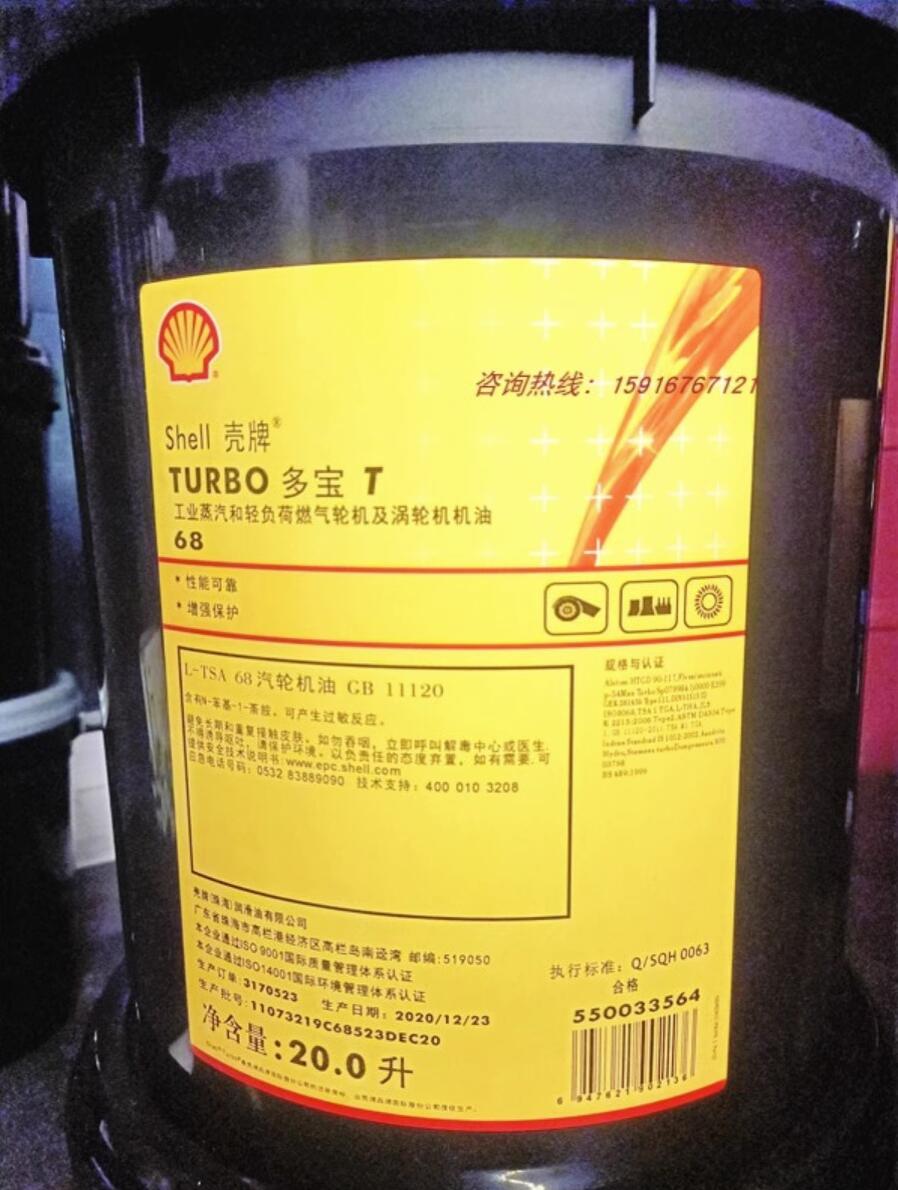 咨询热线：15916767121
Shell 壳牌®
TURBO 多宝 T
工业蒸汽和轻负荷燃气轮机及涡轮机机油
68
* 性能可靠
* 增强保护
L-TSA 68 汽轮机油 GB 11120
含有N-苯基-1-萘胺。可产生过敏反应。
避免长期和重复接触皮肤。如勿吞咽，立即呼叫解毒中心或医生.
不得诱导呕吐。请保护环境。以负责任的态度弃置。如有需要.可
提供安全技术说明书:www.epc.shell.com
应急电话号码：0532 83889090 技术支持：400 010 3208
规格与认证
壳牌(珠海)润滑油有限公司
广东省珠海市高栏港经济区高栏岛南迳湾 邮编:519050
本企业通过ISO 9001国际质量管理体系认证
本企业通过ISO14001国际环境管理体系认证
生产订单: 3170523 生产日期：2020/12/23
生产批号: 11073219C68523DEC20
净含量:20.0 升
执行标准：Q/SQH 0063
合格
550033564
6 947621 902136